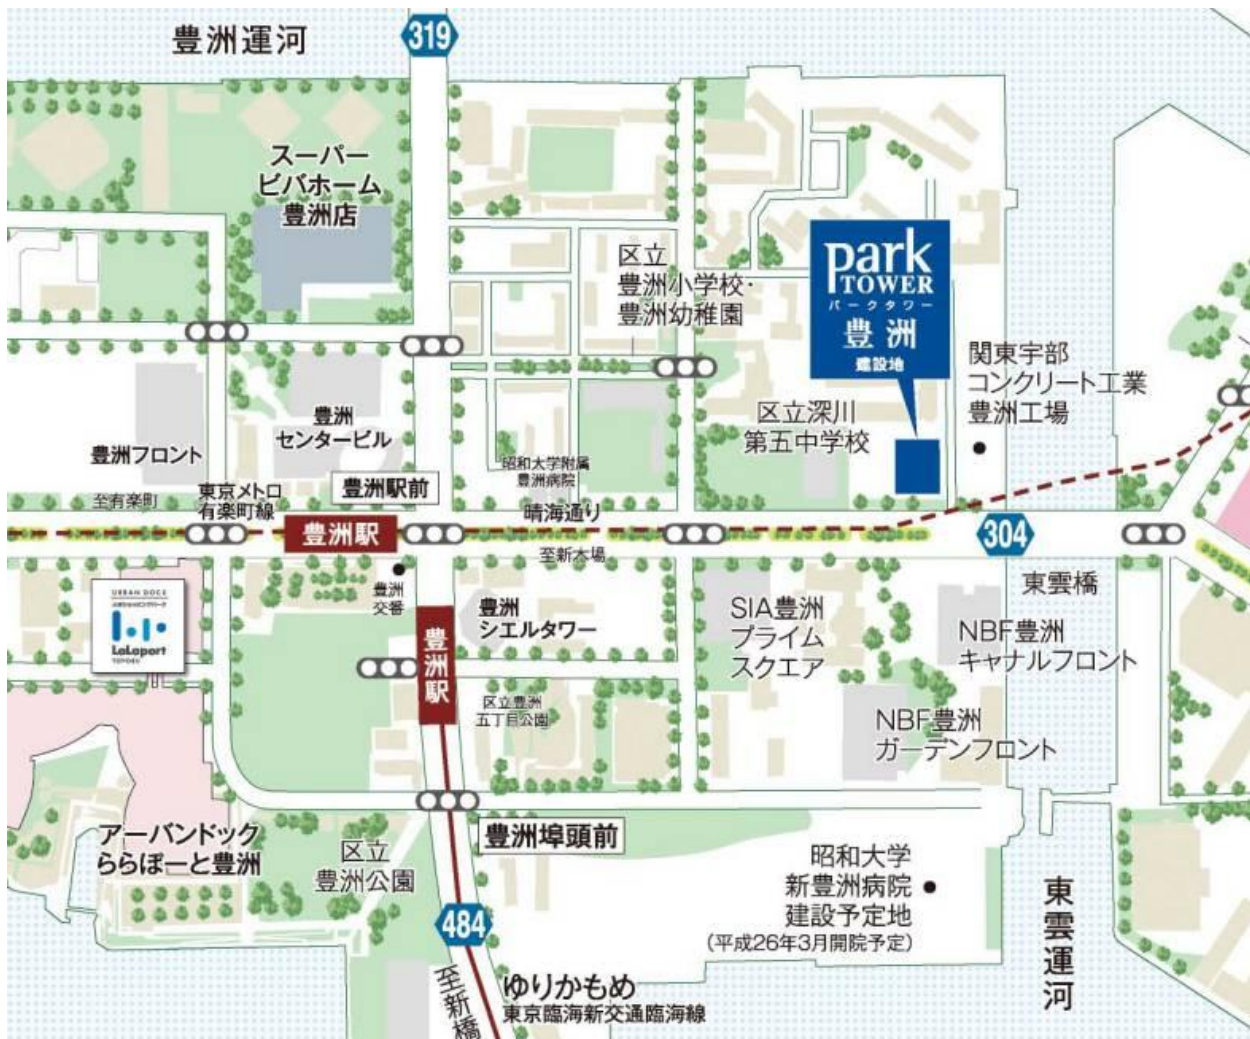 豊洲運河
319
スーパー
ビバホーム
豊洲店
区立
豊洲小学校・
豊洲幼稚園
park
TOWER
パークタワー
豊洲
建設地
関東宇部
コンクリート工業
豊洲工場
区立深川
第五中学校
豊洲
センタービル
豊洲フロント
昭和大学附属
豊洲病院
豊洲駅前
至有楽町
東京メトロ
有楽町線
豊洲駅
晴海通り
至新木場
304
東雲橋
豊洲
交番
URBAN DOCK
LaLaport
TOYOSU
豊洲
シエルタワー
豊洲駅
区立豊洲
五丁目公園
SIA豊洲
プライム
スクエア
NBF豊洲
キャナルフロント
NBF豊洲
ガーデンフロント
アーバンドック
ららぽーと豊洲
区立
豊洲公園
豊洲埠頭前
昭和大学
新豊洲病院
建設予定地
(平成26年3月開院予定)
東雲運河
484
至新橋
ゆりかもめ
東京臨海新交通臨海線